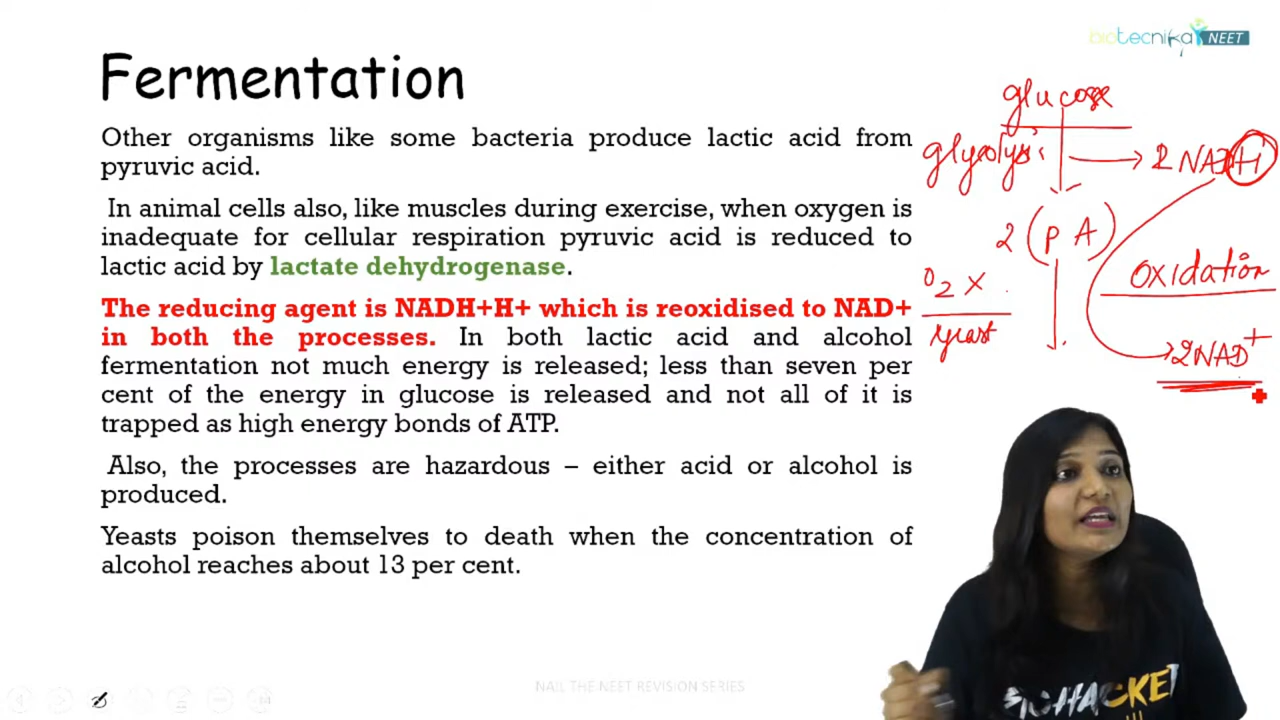 biotecnika NEET
Fermentation
Other organisms like some bacteria produce lactic acid from
pyruvic acid.
In animal cells also, like muscles during exercise, when oxygen is
inadequate for cellular respiration pyruvic acid is reduced to
lactic acid by lactate dehydrogenase.
The reducing agent is NADH+H+ which is reoxidised to NAD+
in both the processes. In both lactic acid and alcohol
fermentation not much energy is released; less than seven per
cent of the energy in glucose is released and not all of it is
trapped as high energy bonds of ATP.
Also, the processes are hazardous – either acid or alcohol is
produced.
Yeasts poison themselves to death when the concentration of
alcohol reaches about 13 per cent.
glucose
glycolysis
2 NADH
2 (PA)
O2 X
Oxidation
yeast
2NAD+
NAIL THE NEET REVISION SERIES